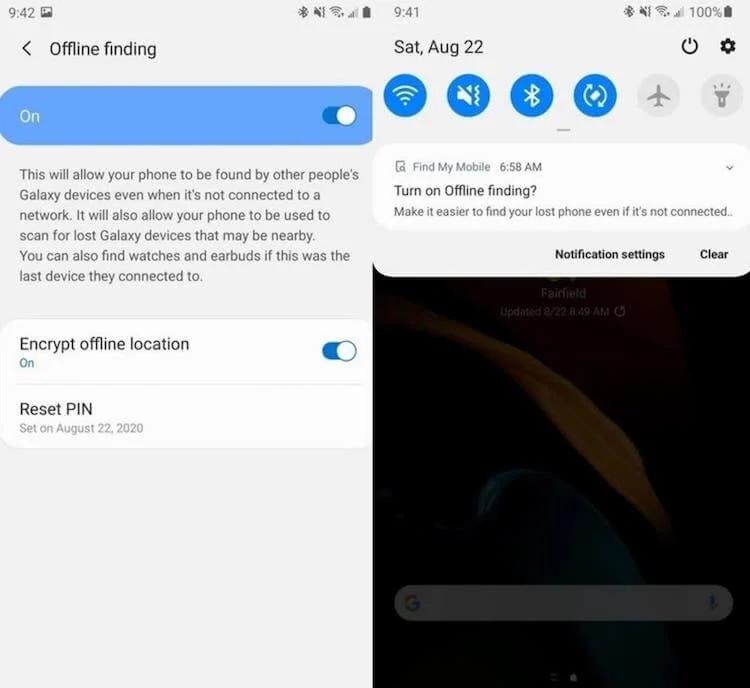 9:42
Offline finding
On
This will allow your phone to be found by other people's
Galaxy devices even when it's not connected to a
network. It will also allow your phone to be used to
scan for lost Galaxy devices that may be nearby.
You can also find watches and earbuds if this was the
last device they connected to.
Encrypt offline location
On
Reset PIN
Set on August 22, 2020
9:41
100%
Sat, Aug 22
Find My Mobile 6:58 AM
Turn on Offline finding?
Make it easier to find your lost phone even if it's not connected..
Notification settings Clear
Fairfield
Updated 8/22 8:49 AM
G